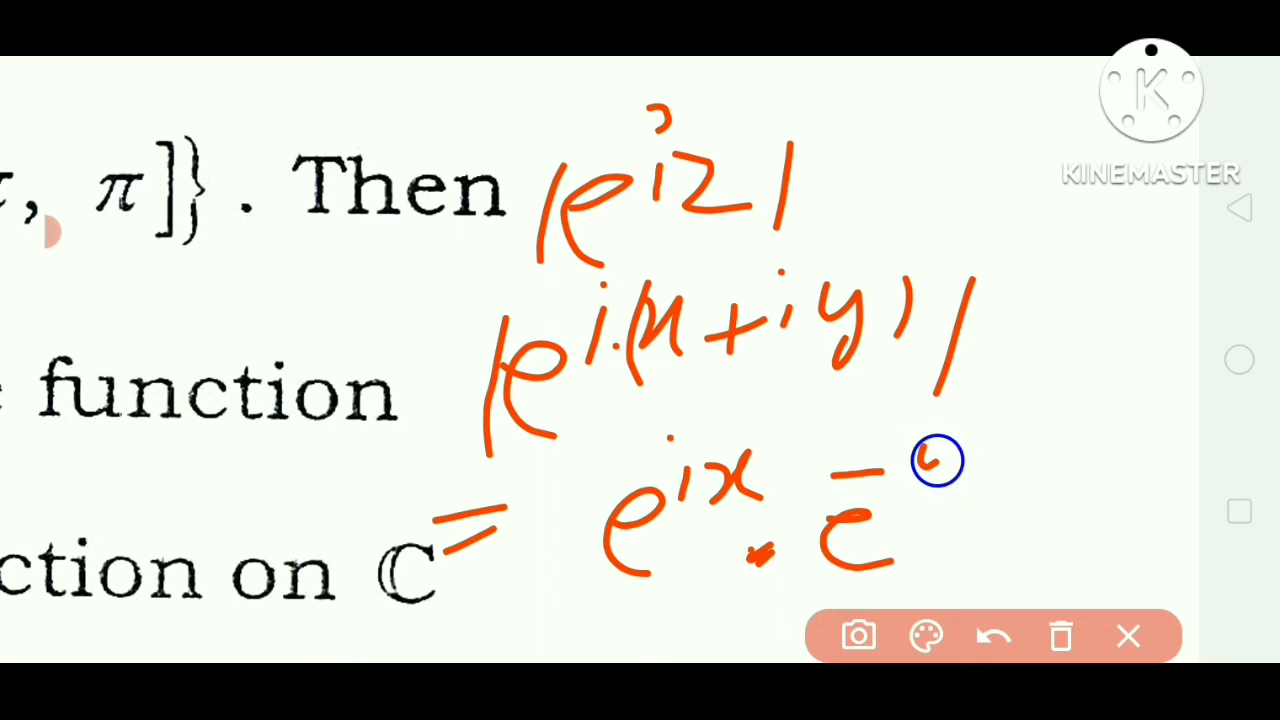 π, π]} . Then |e^{iz}|
|e^{i.(x+iy)}|
function
= e^{ix} . e^-
ction on ℂ
KINEMASTER